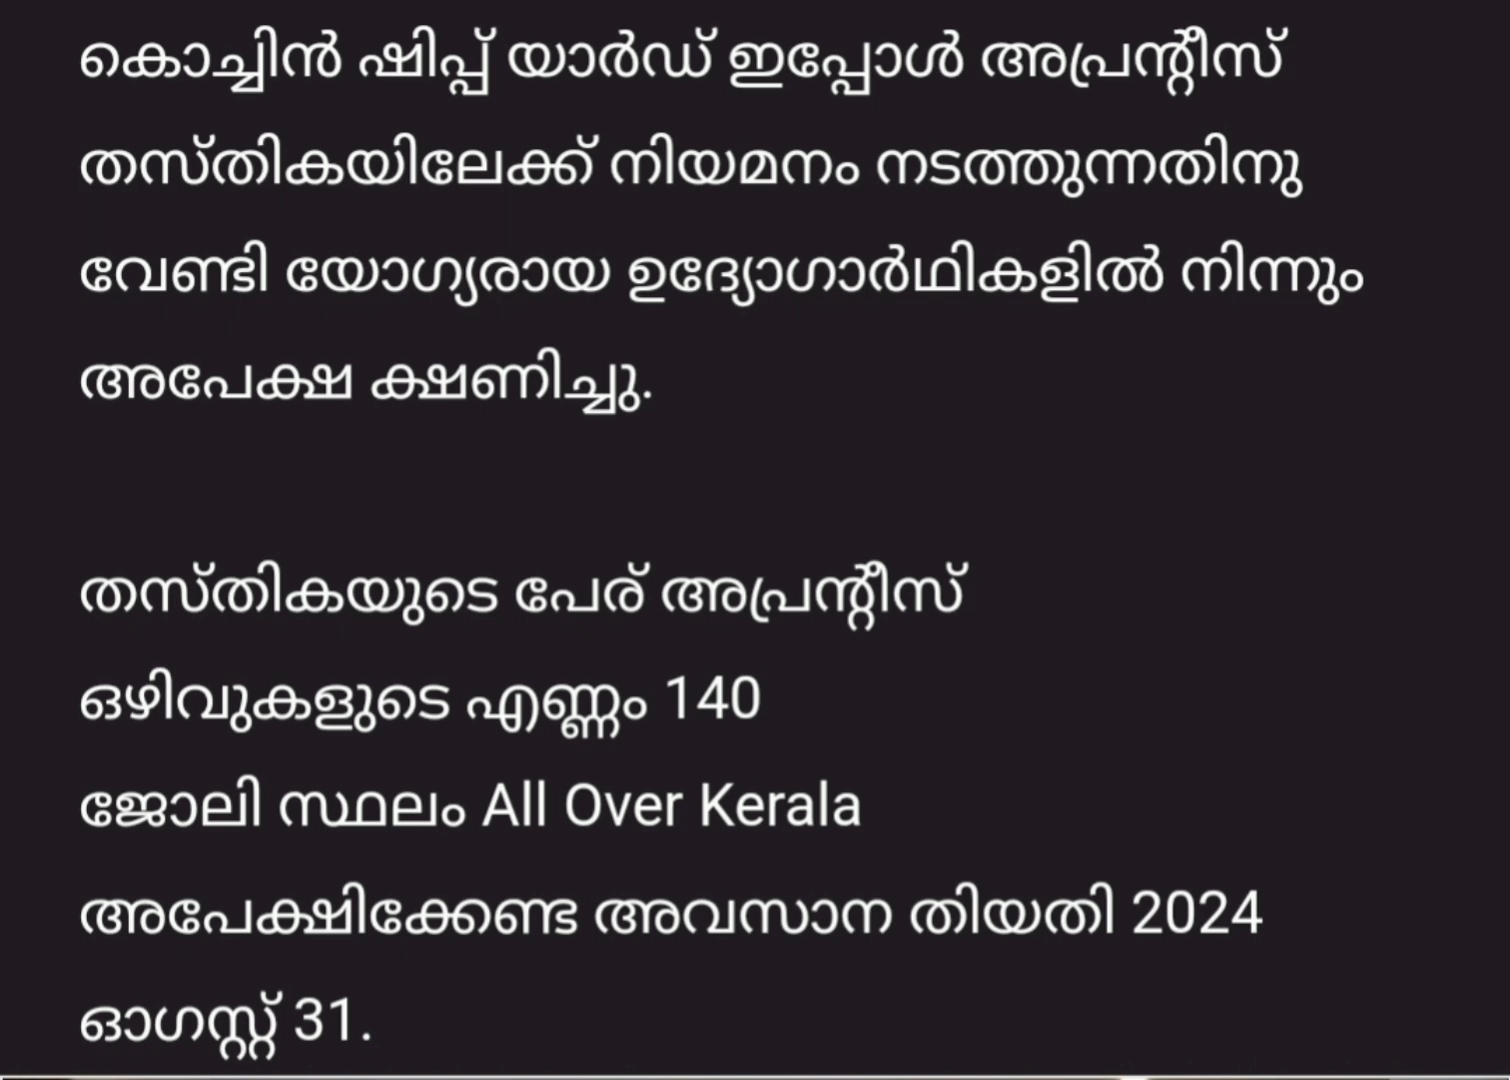 കൊച്ചിൻ ഷിപ്പ് യാർഡ് ഇപ്പോൾ അപ്രന്റീസ്
തസ്തികയിലേക്ക് നിയമനം നടത്തുന്നതിനു
വേണ്ടി യോഗ്യരായ ഉദ്യോഗാർഥികളിൽ നിന്നും
അപേക്ഷ ക്ഷണിച്ചു.
തസ്തികയുടെ പേര് അപ്രന്റീസ്
ഒഴിവുകളുടെ എണ്ണം 140
ജോലി സ്ഥലം All Over Kerala
അപേക്ഷിക്കേണ്ട അവസാന തിയതി 2024
ഓഗസ്റ്റ് 31.